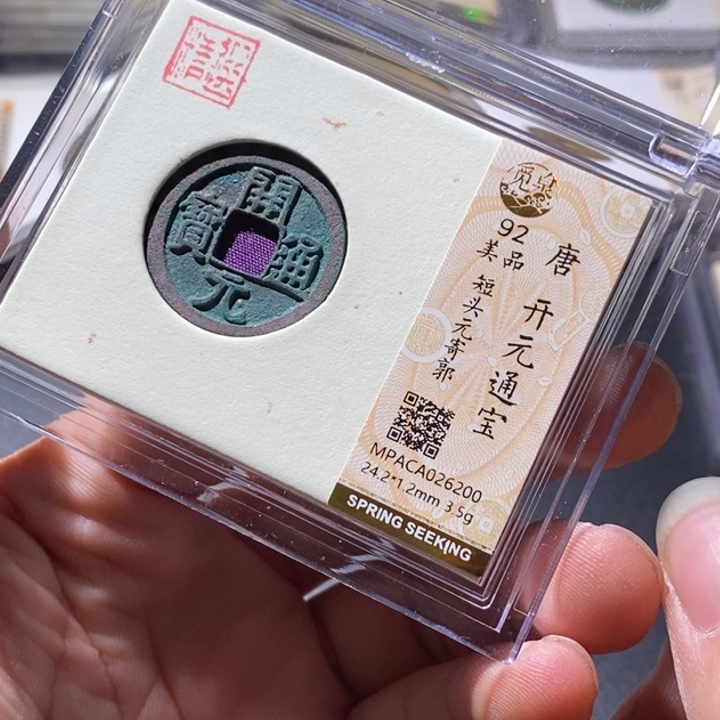 開元通寶
觅泉
唐 开元通宝
92
美品
短头元寄郭
MPACA026200
24.2*1.2mm 3.5g
SPRING SEEKING